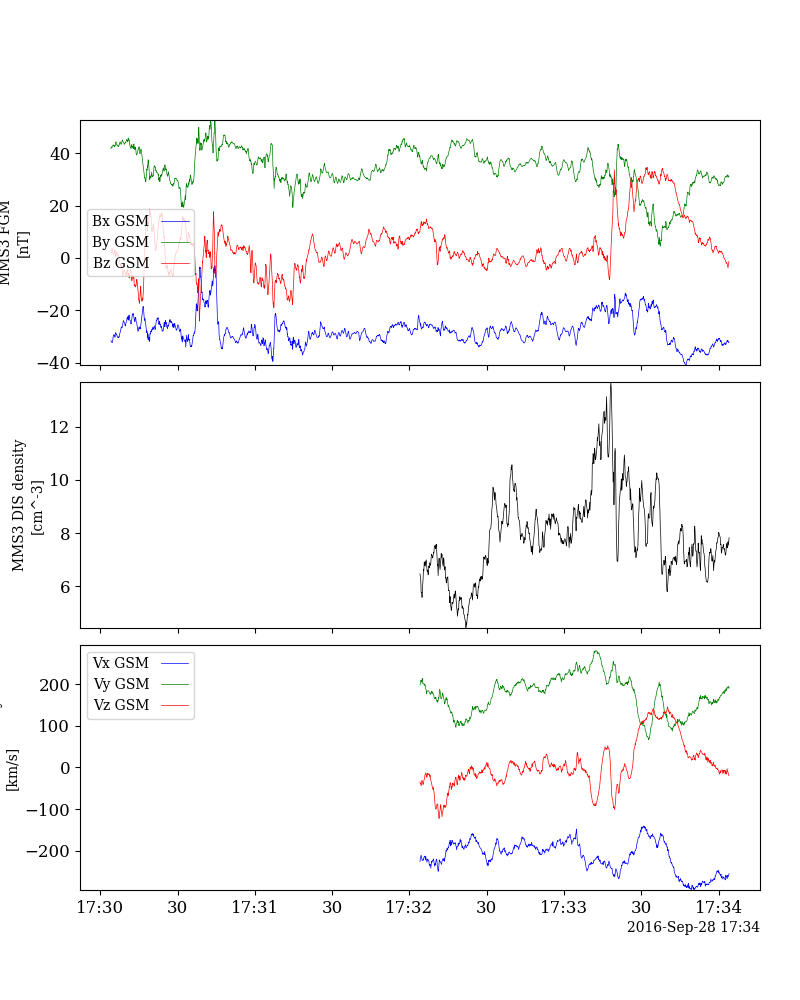 MMS3 FGM
[nT]
40
20
0
−20
−40
Bx GSM
By GSM
Bz GSM
MMS3 DIS density
[cm^-3]
12
10
8
6
[km/s]
200
100
0
−100
−200
Vx GSM
Vy GSM
Vz GSM
17:30 30 17:31 30 17:32 30 17:33 30 17:34
2016-Sep-28 17:34